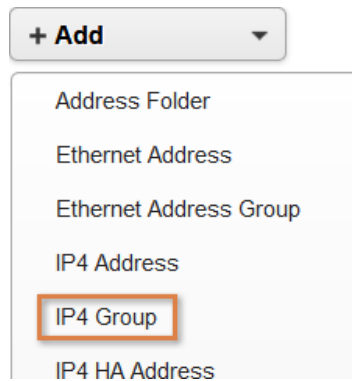 + Add
Address Folder
Ethernet Address
Ethernet Address Group
IP4 Address
IP4 Group
IP4 HA Address